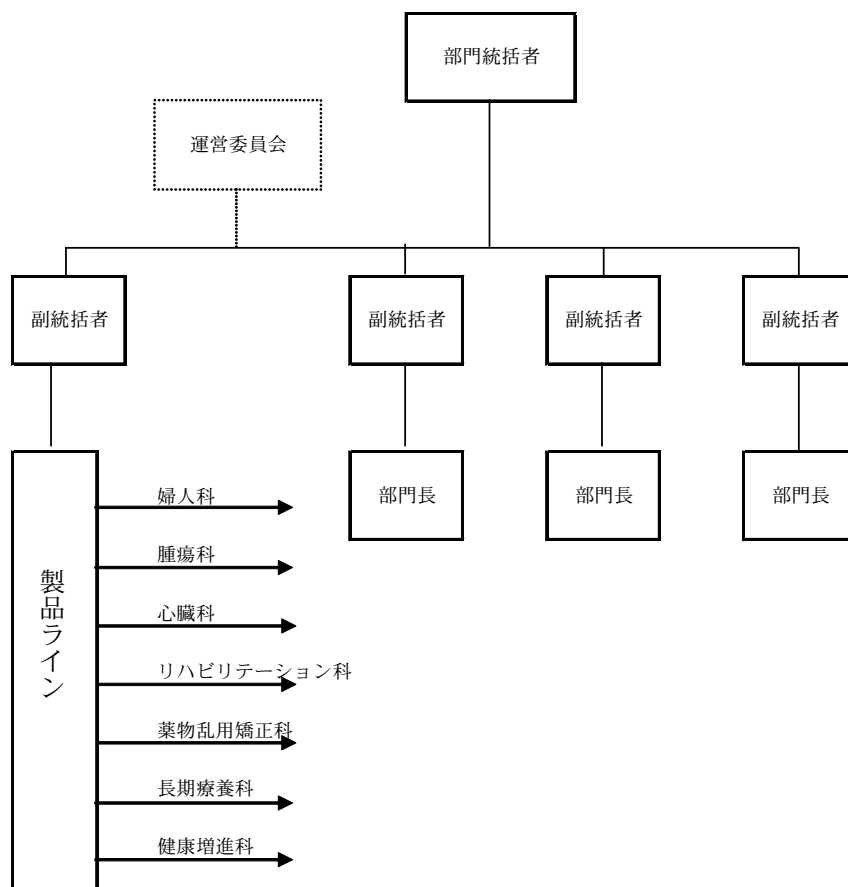 部門統括者
運営委員会
副統括者
副統括者
副統括者
副統括者
部門長
部門長
部門長
製品ライン
婦人科
腫瘍科
心臓科
リハビリテーション科
薬物乱用矯正科
長期療養科
健康増進科